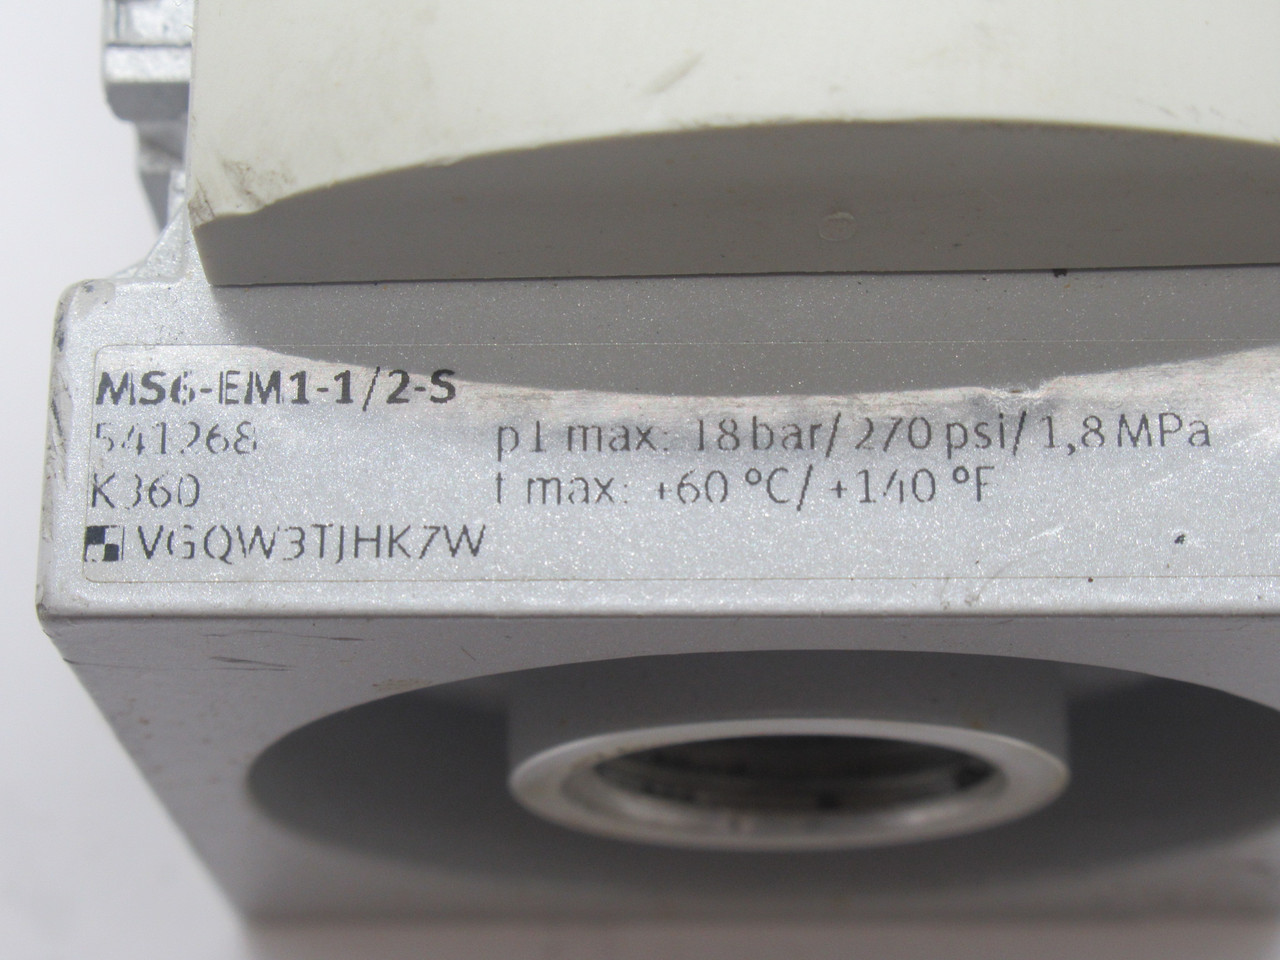 MS6-EM1-1/2-S
541268
K360
VGQW3TJHK7W
p1 max: 18 bar/ 270 psi/ 1,8 MPa
t max: +60 °C/ +140 °F